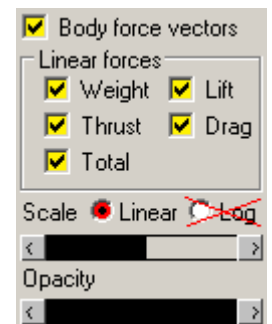 Body force vectors
Linear forces
Weight Lift
Thrust Drag
Total
Scale Linear Log
Opacity